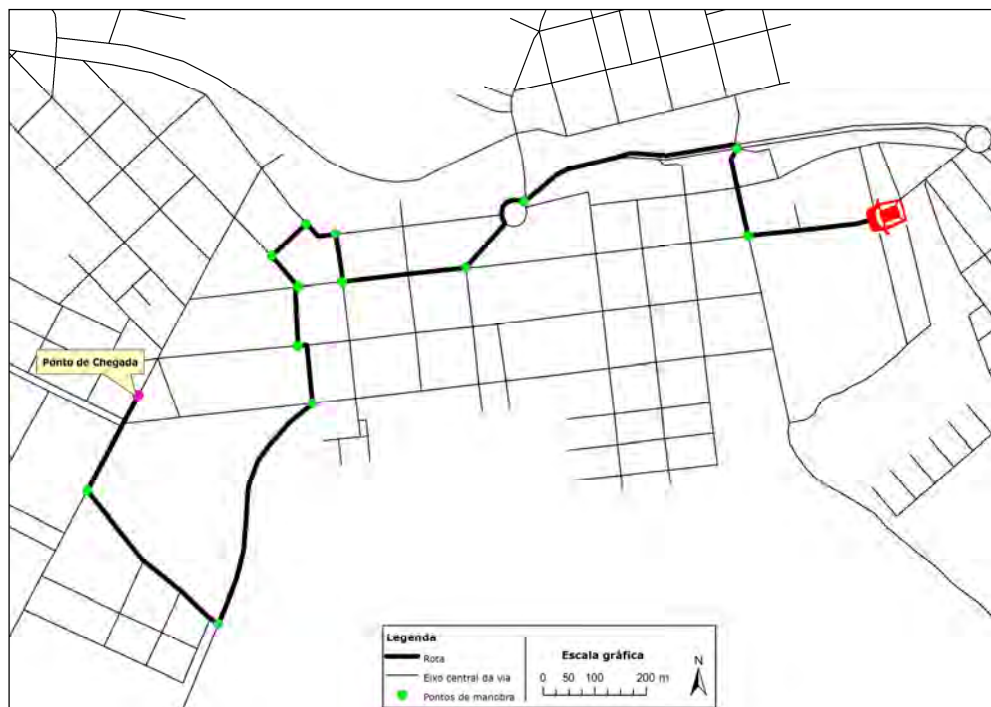 Ponto de Chegada
Legenda
Rota
Eixo central da via
Pontos de manobra
Escala gráfica
0 50 100 200 m
N